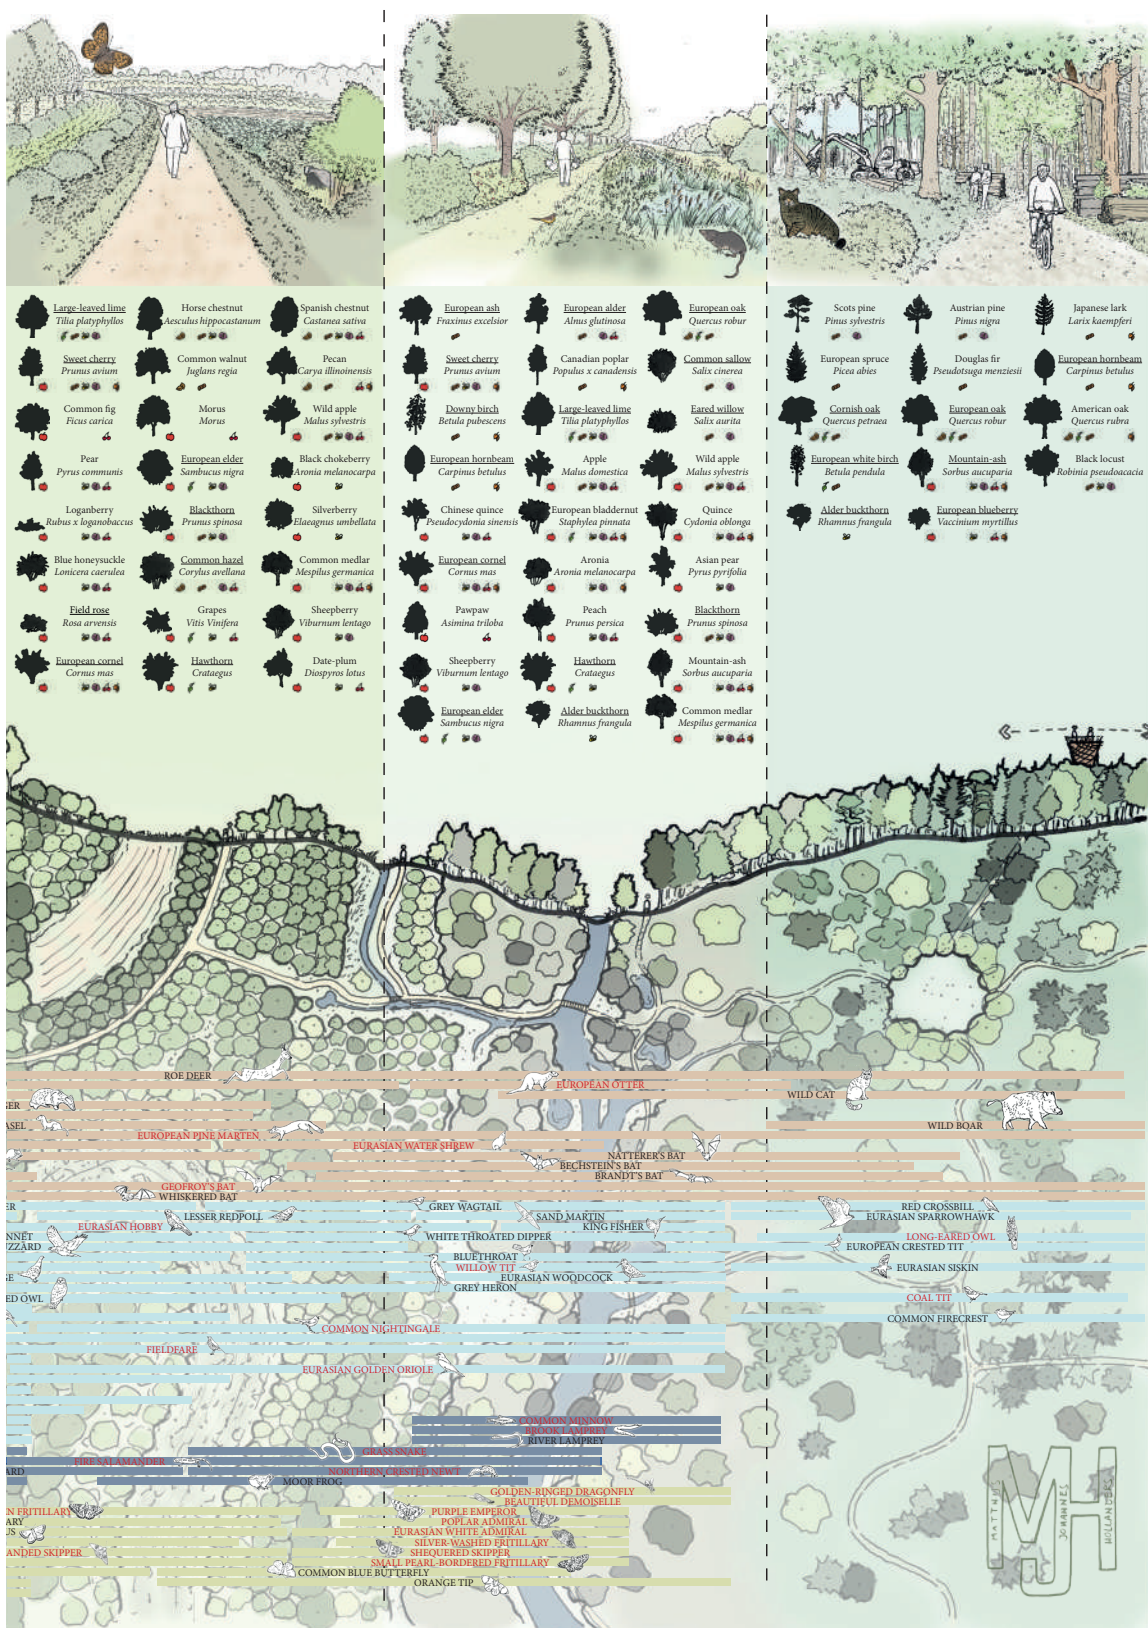 Large-leaved lime
Tilia platyphyllos
Horse chestnut
Aesculus hippocastanum
Spanish chestnut
Castanea sativa
Sweet cherry
Prunus avium
Common walnut
Juglans regia
Pecan
Carya illinoinensis
Common fig
Ficus carica
Morus
Morus
Wild apple
Malus sylvestris
Pear
Pyrus communis
European elder
Sambucus nigra
Black chokeberry
Aronia melanocarpa
Loganberry
Rubus x loganobaccus
Blackthorn
Prunus spinosa
Silverberry
Elaeagnus umbellata
Blue honeysuckle
Lonicera caerulea
Common hazel
Corylus avellana
Common medlar
Mespilus germanica
Field rose
Rosa arvensis
Grapes
Vitis Vinifera
Sheepberry
Viburnum lentago
European cornel
Cornus mas
Hawthorn
Crataegus
Date-plum
Diospyros lotus
European ash
Fraxinus excelsior
European alder
Alnus glutinosa
European oak
Quercus robur
Sweet cherry
Prunus avium
Canadian poplar
Populus x canadensis
Common sallow
Salix cinerea
Downy birch
Betula pubescens
Large-leaved lime
Tilia platyphyllos
Eared willow
Salix aurita
European hornbeam
Carpinus betulus
Apple
Malus domestica
Wild apple
Malus sylvestris
Chinese quince
Pseudocydonia sinensis
European bladdernut
Staphylea pinnata
Quince
Cydonia oblonga
European cornel
Cornus mas
Aronia
Aronia melanocarpa
Asian pear
Pyrus pyrifolia
Pawpaw
Asimina triloba
Peach
Prunus persica
Blackthorn
Prunus spinosa
Sheepberry
Viburnum lentago
Hawthorn
Crataegus
Mountain-ash
Sorbus aucuparia
European elder
Sambucus nigra
Alder buckthorn
Rhamnus frangula
Common medlar
Mespilus germanica
Scots pine
Pinus sylvestris
Austrian pine
Pinus nigra
Japanese lark
Larix kaempferi
European spruce
Picea abies
Douglas fir
Pseudotsuga menziesii
European hornbeam
Carpinus betulus
Cornish oak
Quercus petraea
European oak
Quercus robur
American oak
Quercus rubra
European white birch
Betula pendula
Mountain-ash
Sorbus aucuparia
Black locust
Robinia pseudoacacia
Alder buckthorn
Rhamnus frangula
European blueberry
Vaccinium myrtillus
ROE DEER
EUROPEAN OTTER
WILD CAT
GER
ASEL
WILD BOAR
EUROPEAN PINE MARTEN
EURASIAN WATER SHREW
NATTERER'S BAT
BECHSTEIN'S BAT
BRANDT'S BAT
GEOFROY'S BAT
WHISKERED BAT
ER
GREY WAGTAIL
RED CROSSBILL
LESSER REDPOLL
SAND MARTIN
EURASIAN SPARROWHAWK
EURASIAN HOBBY
KING FISHER
NNET
WHITE THROATED DIPPER
LONG-EARED OWL
ZZARD
EUROPEAN CRESTED TIT
BLUETHROAT
WILLOW TIT
EURASIAN SISKIN
GE
EURASIAN WOODCOCK
GREY HERON
ED OWL
COAL TIT
COMMON FIRECREST
COMMON NIGHTINGALE
FIELDFARE
EURASIAN GOLDEN ORIOLE
COMMON MINNOW
BROOK LAMPREY
RIVER LAMPREY
GRASS SNAKE
FIRE SALAMANDER
ARD
NORTHERN CRESTED NEWT
MOOR FROG
GOLDEN-RINGED DRAGONFLY
BEAUTIFUL DEMOISELLE
N FRITILLARY
PURPLE EMPEROR
ARY
POPLAR ADMIRAL
US
EURASIAN WHITE ADMIRAL
SILVER-WASHED FRITILLARY
ANDED SKIPPER
SHEQUERED SKIPPER
SMALL PEARL-BORDERED FRITILLARY
COMMON BLUE BUTTERFLY
ORANGE TIP
MATTHIJS
JOHANNES
HOLLANDERS
MJH